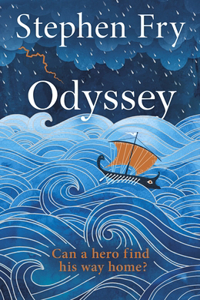 Stephen Fry
Odyssey
Can a hero find
his way home?